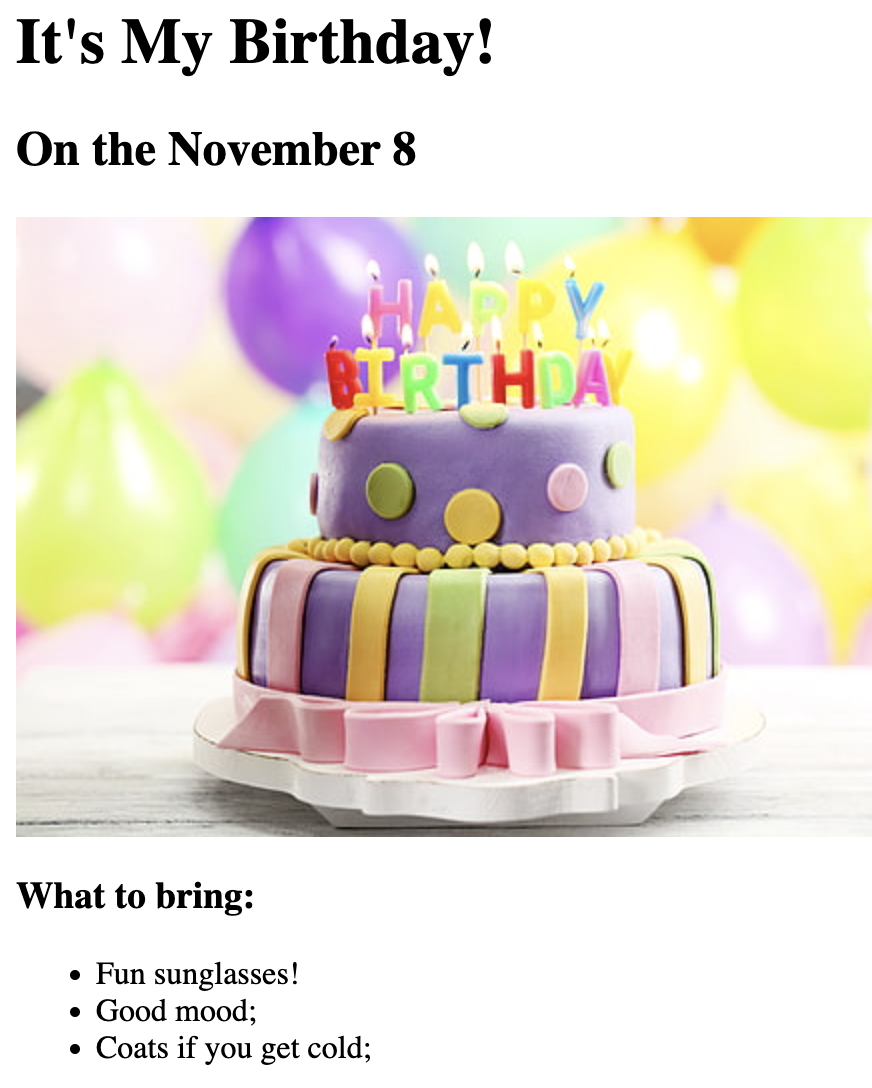 It's My Birthday!
On the November 8
HAPPY
BIRTHDAY
What to bring:
Fun sunglasses!
Good mood;
Coats if you get cold;